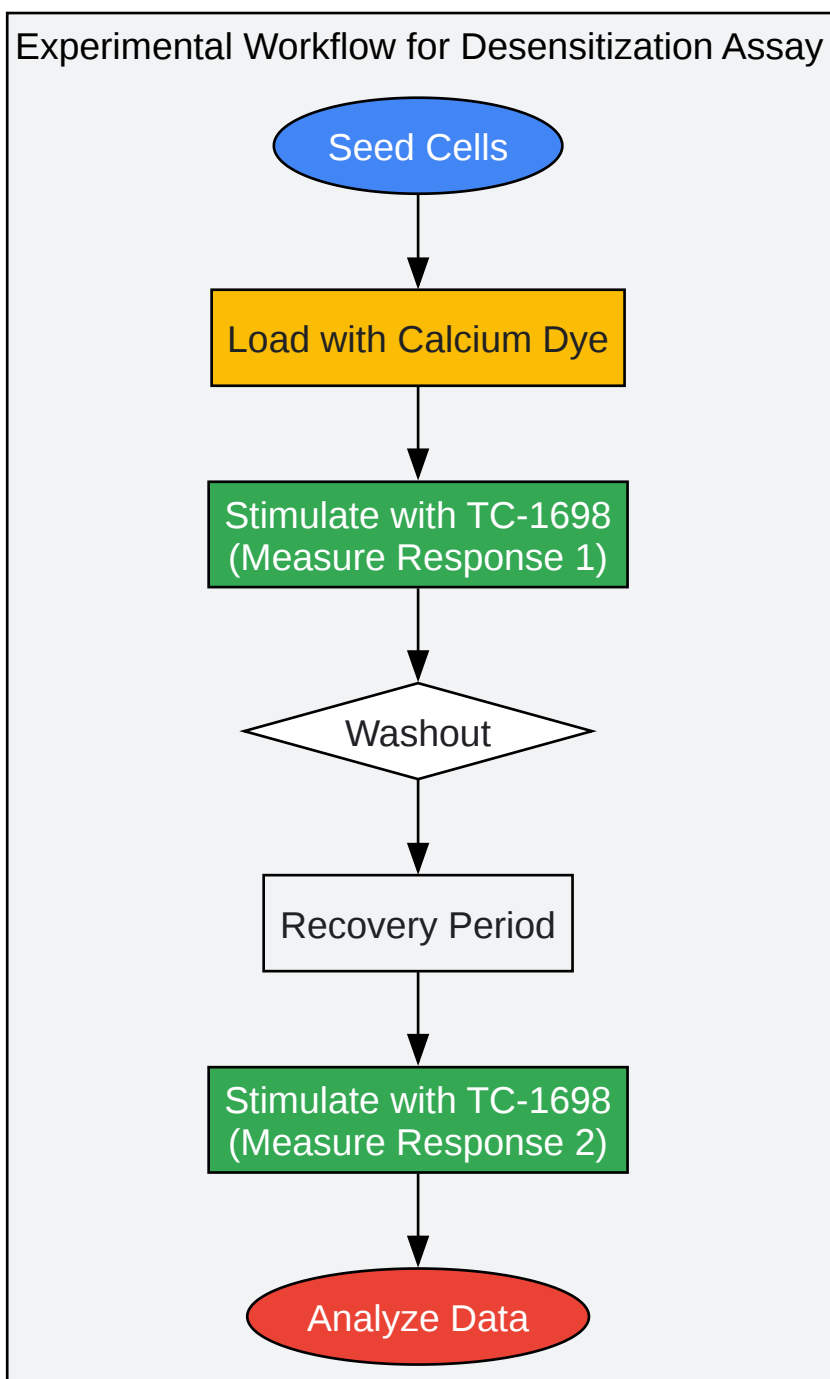 Experimental Workflow for Desensitization Assay
Seed Cells
Load with Calcium Dye
Stimulate with TC-1698
(Measure Response 1)
Washout
Recovery Period
Stimulate with TC-1698
(Measure Response 2)
Analyze Data